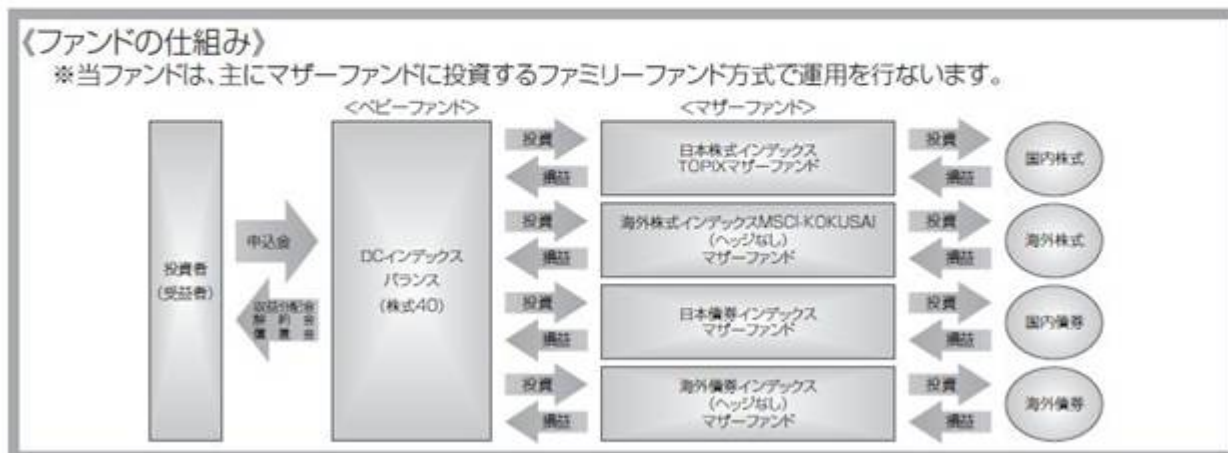 《ファンドの仕組み》
※当ファンドは、主にマザーファンドに投資するファミリーファンド方式で運用を行ないます。
<ベビーファンド>
<マザーファンド>
投資者
(受益者)
申込金
収益分配金
解約金
償還金
DCインデックス
バランス
(株式40)
投資
損益
日本株式インデックス
TOPIXマザーファンド
投資
損益
国内株式
投資
損益
海外株式インデックスMSCI-KOKUSAI
(ヘッジなし)
マザーファンド
投資
損益
海外株式
投資
損益
日本債券インデックス
マザーファンド
投資
損益
国内債券
投資
損益
海外債券インデックス
(ヘッジなし)
マザーファンド
投資
損益
海外債券